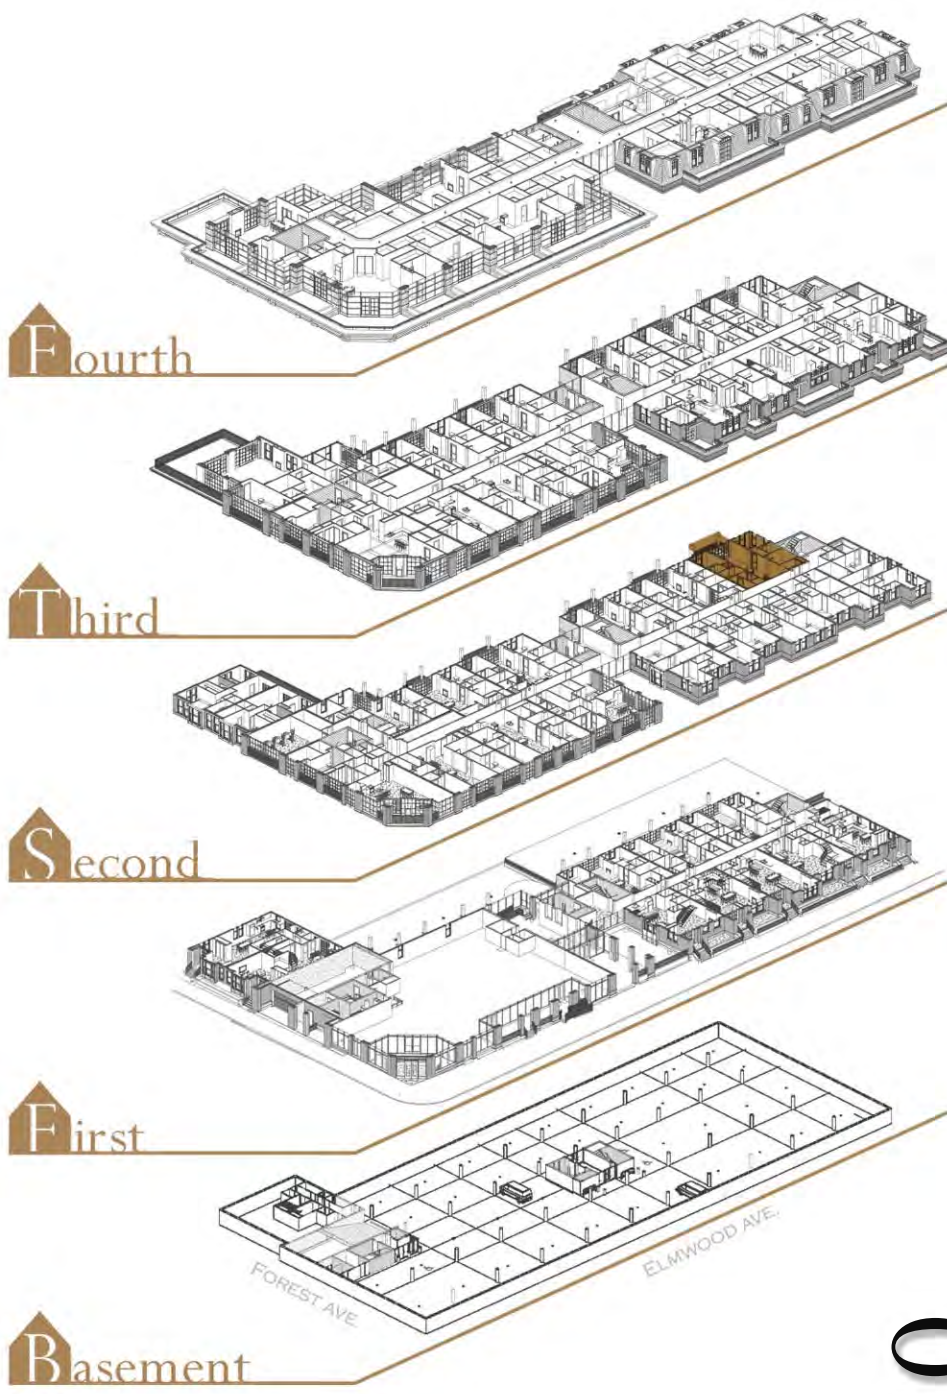 Fourth
Third
Second
First
FOREST AVE.
ELMWOOD AVE.
Basement